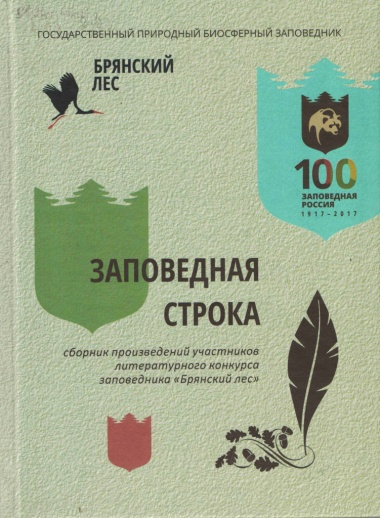 ГОСУДАРСТВЕННЫЙ ПРИРОДНЫЙ БИОСФЕРНЫЙ ЗАПОВЕДНИК
БРЯНСКИЙ
ЛЕС
100
ЗАПОВЕДНАЯ
РОССИЯ
1917–2017
ЗАПОВЕДНАЯ
СТРОКА
сборник произведений участников
литературного конкурса
заповедника «Брянский лес»